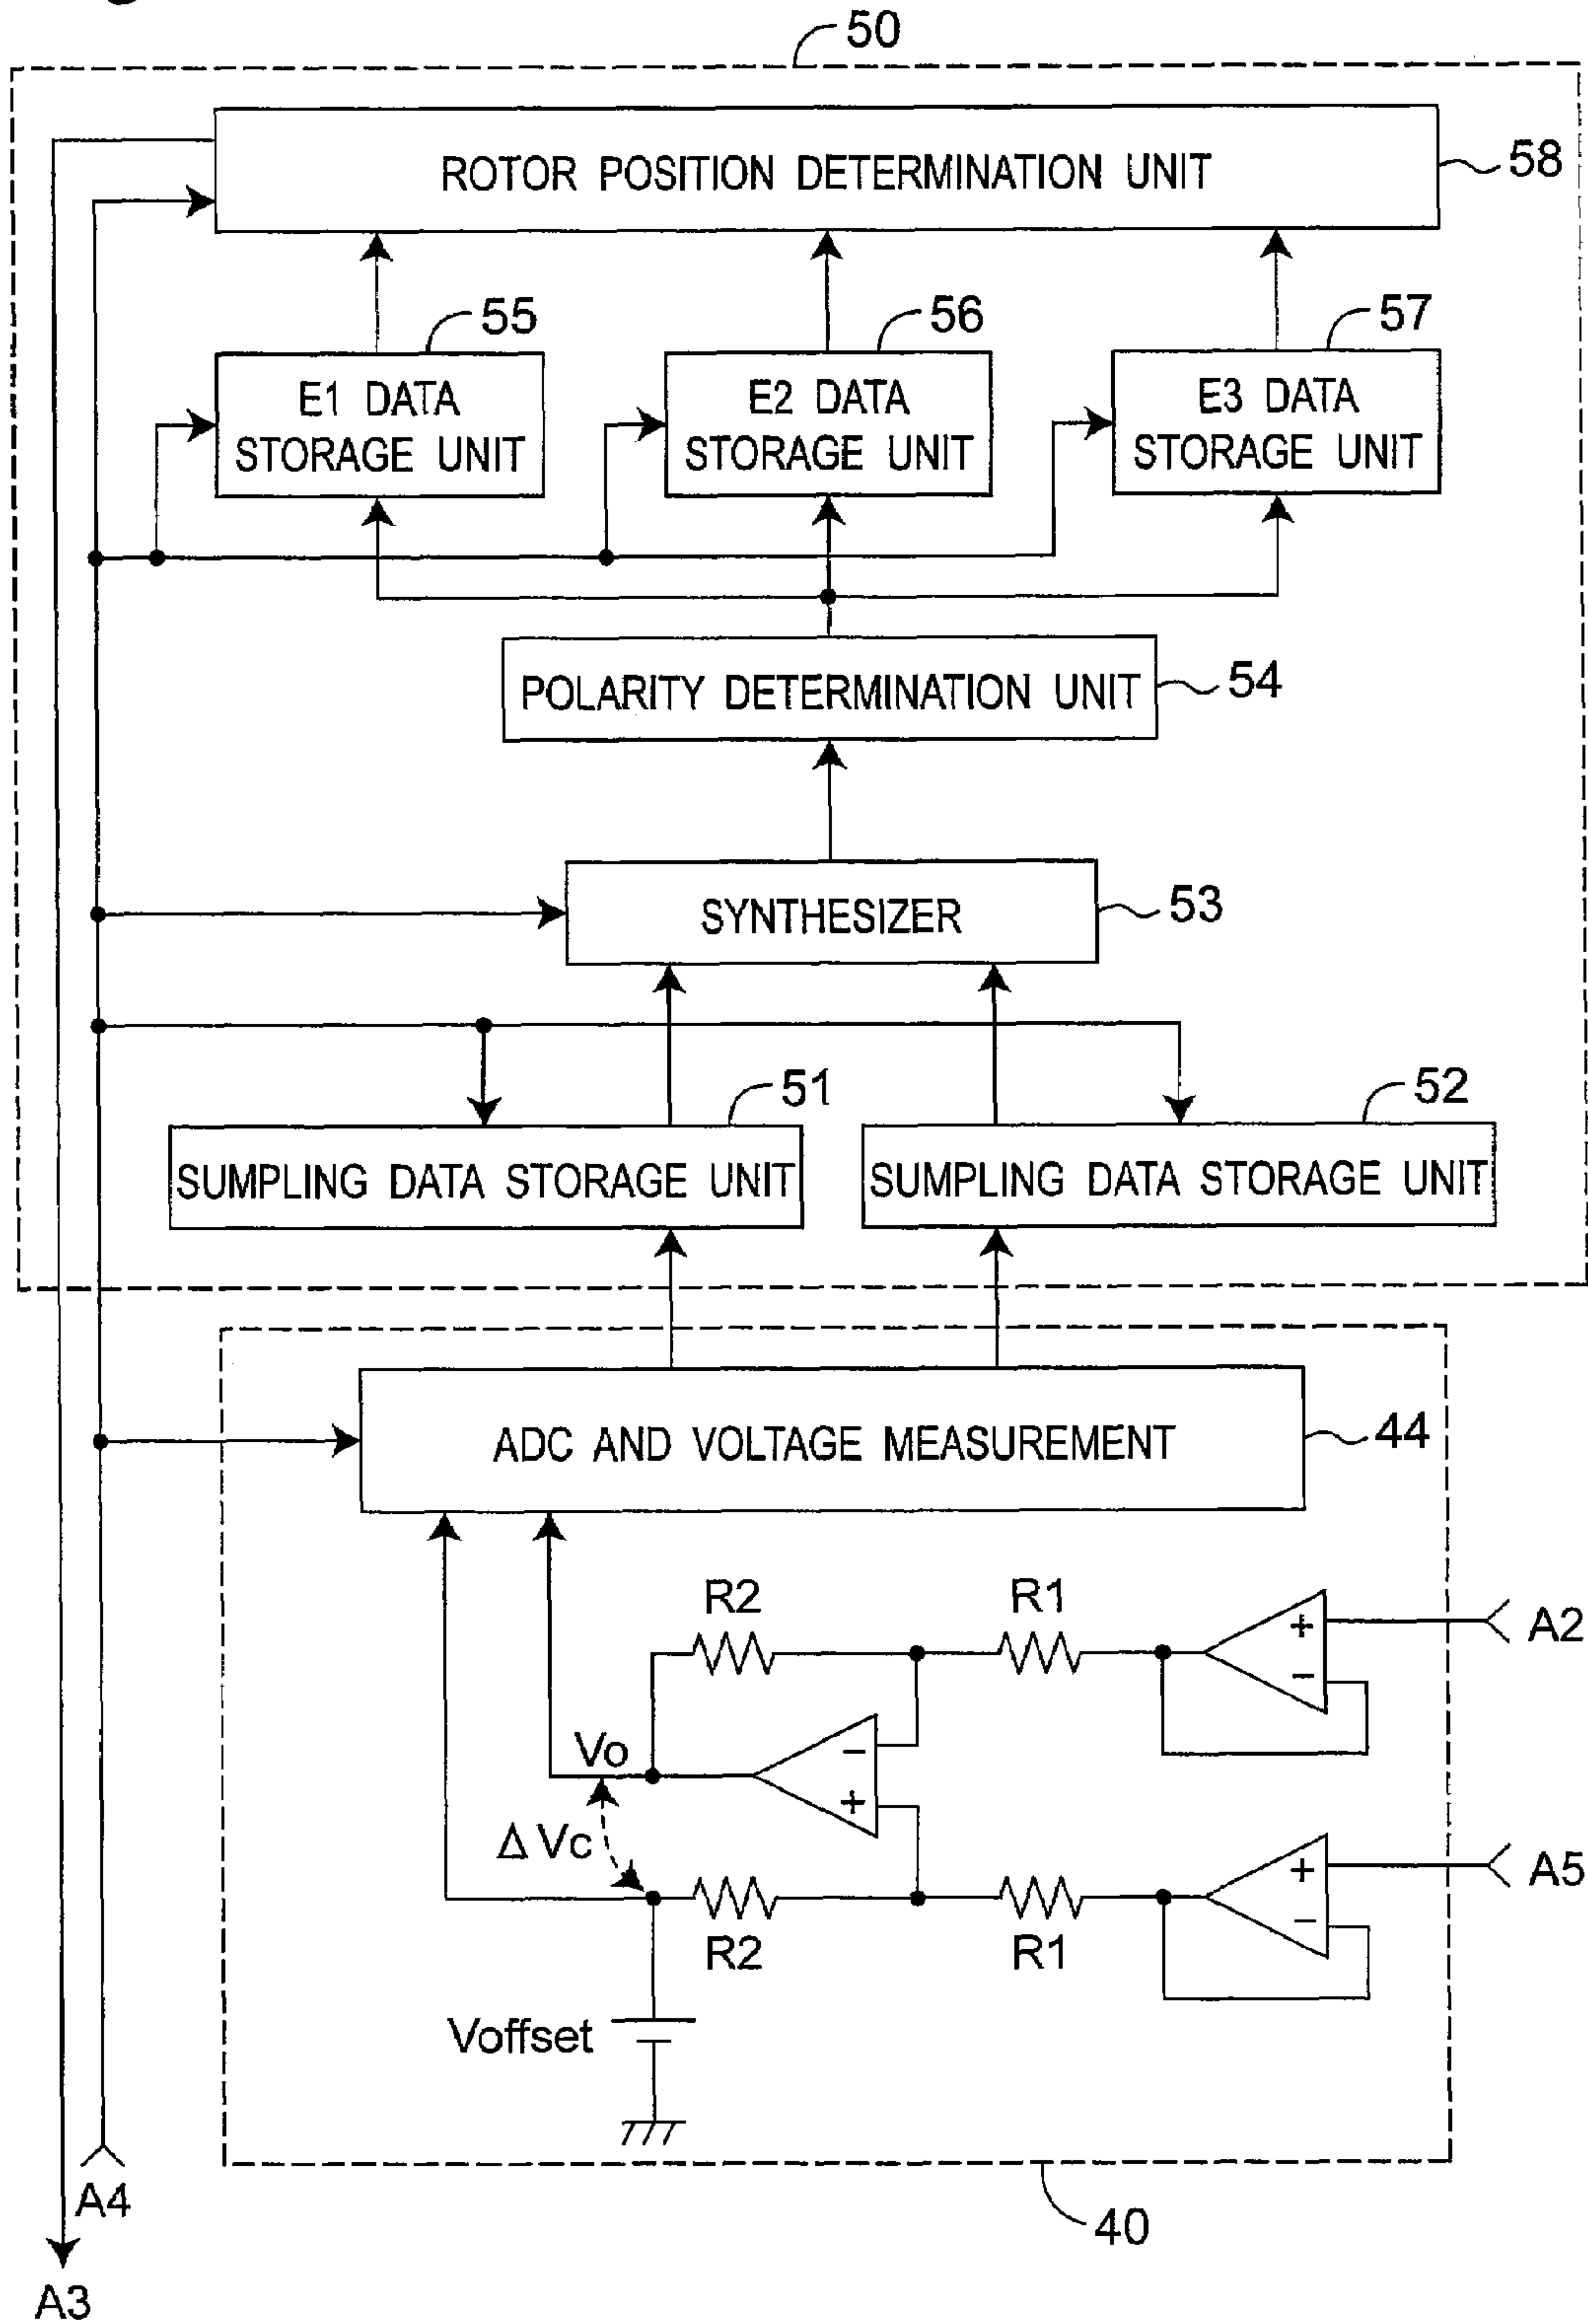 50
ROTOR POSITION DETERMINATION UNIT
58
55
56
57
E1 DATA
STORAGE UNIT
E2 DATA
STORAGE UNIT
E3 DATA
STORAGE UNIT
POLARITY DETERMINATION UNIT
54
SYNTHESIZER
53
51
52
SUMPLING DATA STORAGE UNIT
SUMPLING DATA STORAGE UNIT
ADC AND VOLTAGE MEASUREMENT
44
R2
R1
+
−
A2
Vo
−
+
Δ Vc
+
−
A5
R2
R1
Voffset
A4
40
A3